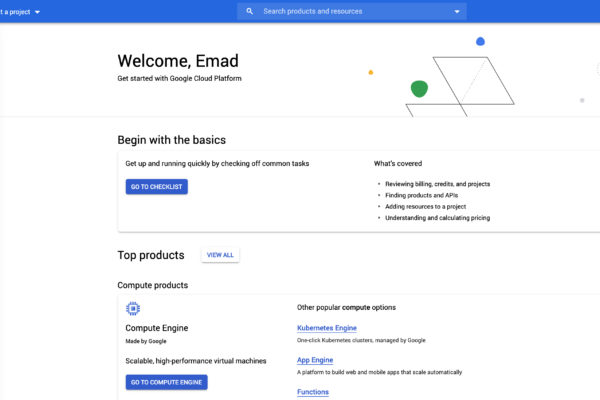 t a project
Search products and resources
Welcome, Emad
Get started with Google Cloud Platform
Begin with the basics
Get up and running quickly by checking off common tasks
GO TO CHECKLIST
What's covered
Reviewing billing, credits, and projects
Finding products and APIs
Adding resources to a project
Understanding and calculating pricing
Top products
VIEW ALL
Compute products
Compute Engine
Made by Google
Scalable, high-performance virtual machines
GO TO COMPUTE ENGINE
Other popular compute options
Kubernetes Engine
One-click Kubernetes clusters, managed by Google
App Engine
A platform to build web and mobile apps that scale automatically
Functions